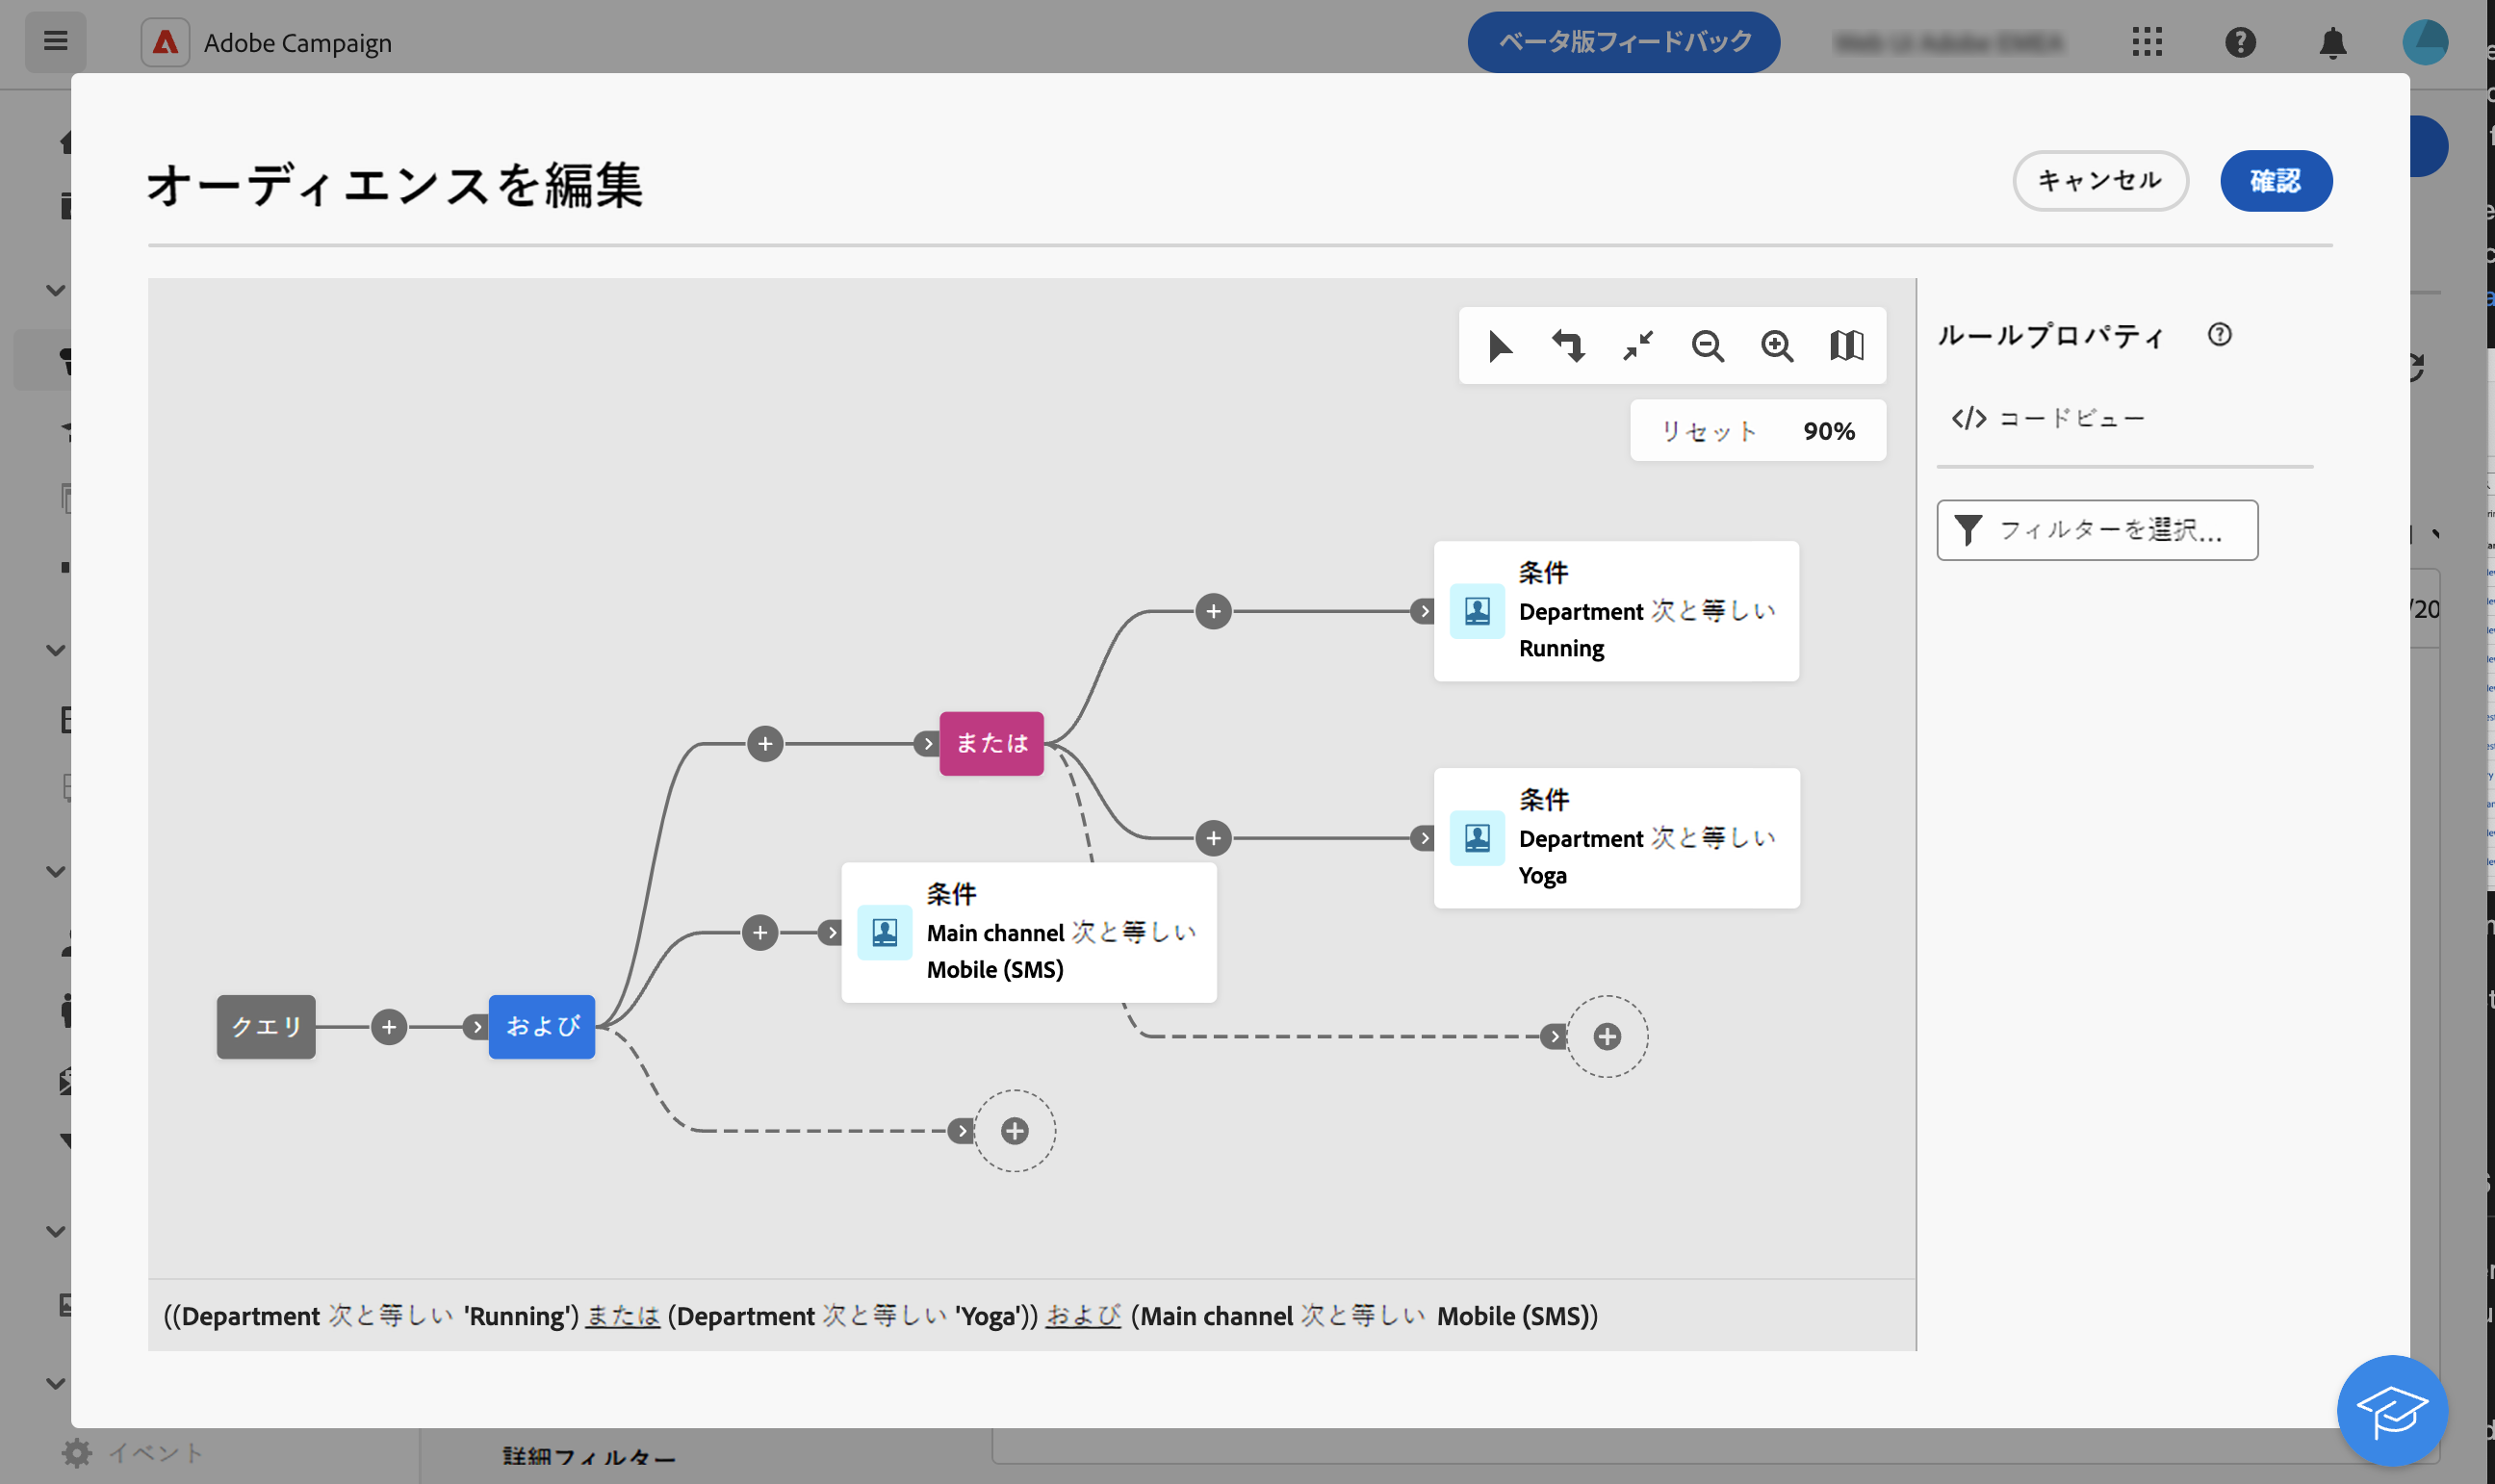 Adobe Campaign
ベータ版フィードバック
オーディエンスを編集
キャンセル
確認
ルールプロパティ
コードビュー
リセット 90%
フィルターを選択...
条件
Department 次と等しい
Running
または
条件
Department 次と等しい
Yoga
条件
Main channel 次と等しい
Mobile (SMS)
クエリ
および
((Department 次と等しい 'Running') または (Department 次と等しい 'Yoga')) および (Main channel 次と等しい Mobile (SMS))
/20
イベント
詳細フィルター